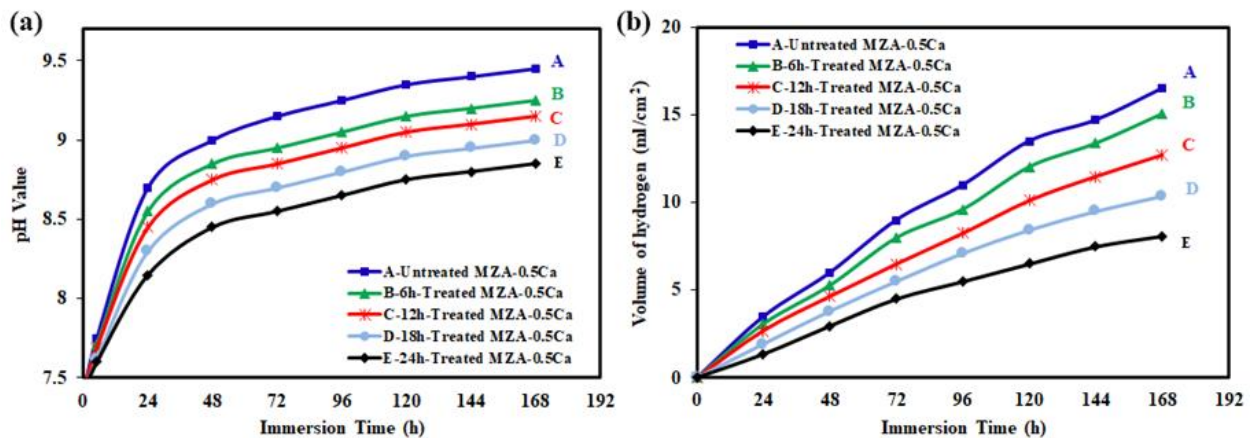 (a)
9.5
9
8.5
8
7.5
pH Value
0 24 48 72 96 120 144 168 192
Immersion Time (h)
A
B
C
D
E
A-Untreated MZA-0.5Ca
B-6h-Treated MZA-0.5Ca
C-12h-Treated MZA-0.5Ca
D-18h-Treated MZA-0.5Ca
E-24h-Treated MZA-0.5Ca
(b)
20
15
10
5
0
Volume of hydrogen (ml/cm²)
0 24 48 72 96 120 144 168 192
Immersion Time (h)
A-Untreated MZA-0.5Ca
B-6h-Treated MZA-0.5Ca
C-12h-Treated MZA-0.5Ca
D-18h-Treated MZA-0.5Ca
E-24h-Treated MZA-0.5Ca
A
B
C
D
E